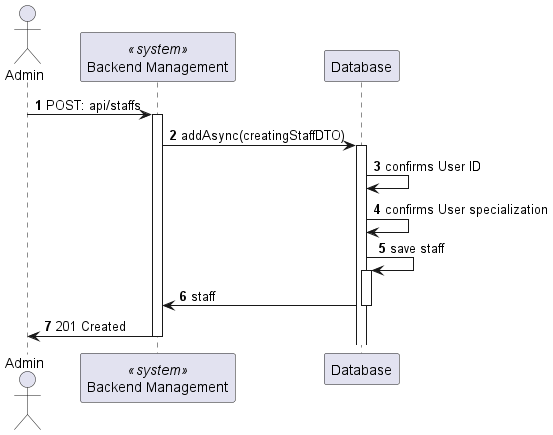 «system»
Admin
Backend Management
Database
1 POST: api/staffs
2 addAsync(creatingStaffDTO)
3 confirms User ID
4 confirms User specialization
5 save staff
6 staff
7 201 Created
Admin
«system»
Backend Management
Database